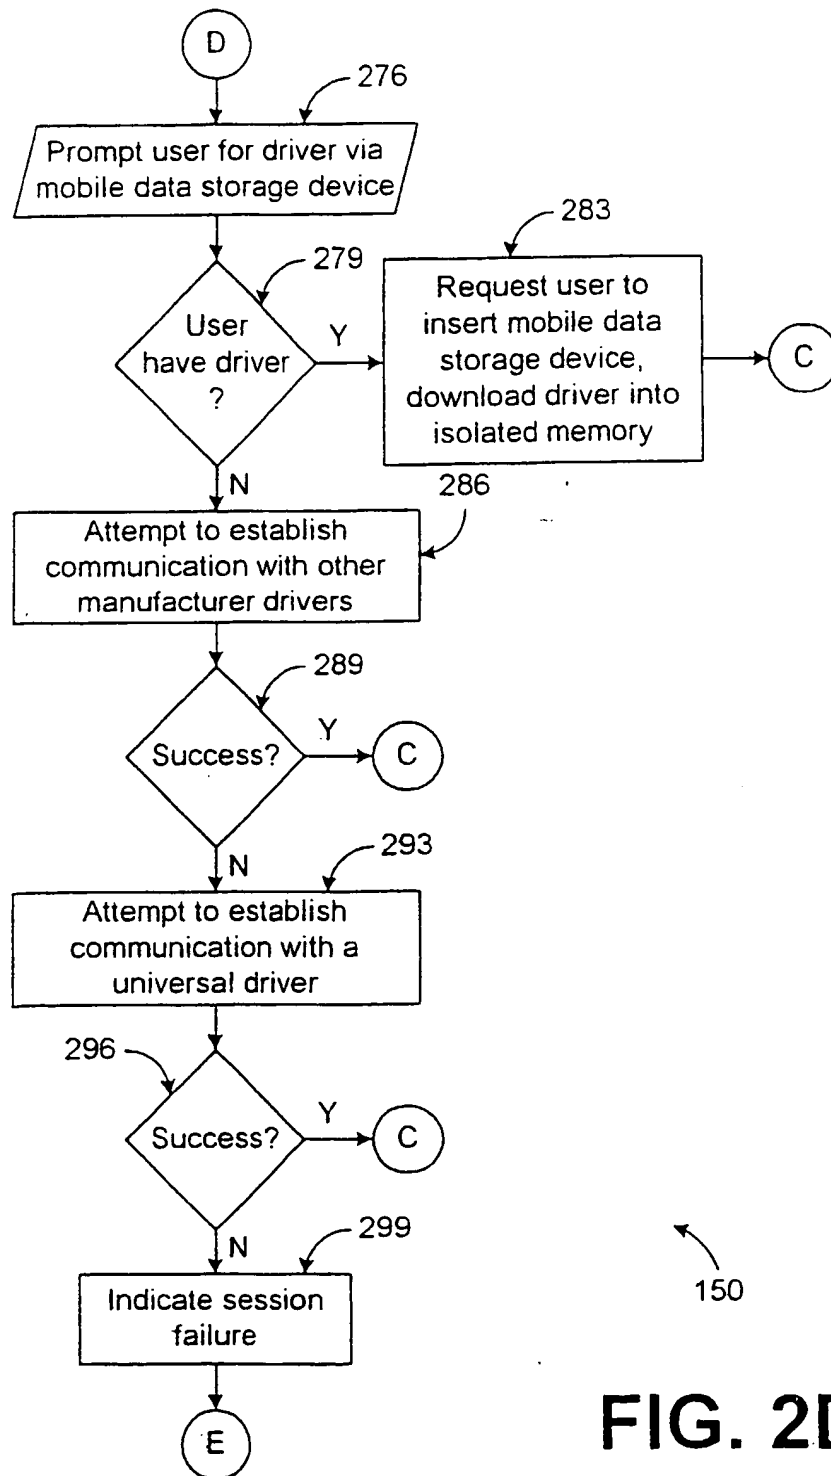 D
276
Prompt user for driver via
mobile data storage device
279
User
have driver
?
Y
283
Request user to
insert mobile data
storage device,
download driver into
isolated memory
C
N
286
Attempt to establish
communication with other
manufacturer drivers
289
Success?
Y
C
N
293
Attempt to establish
communication with a
universal driver
296
Success?
Y
C
N
299
Indicate session
failure
150
E
FIG. 2D